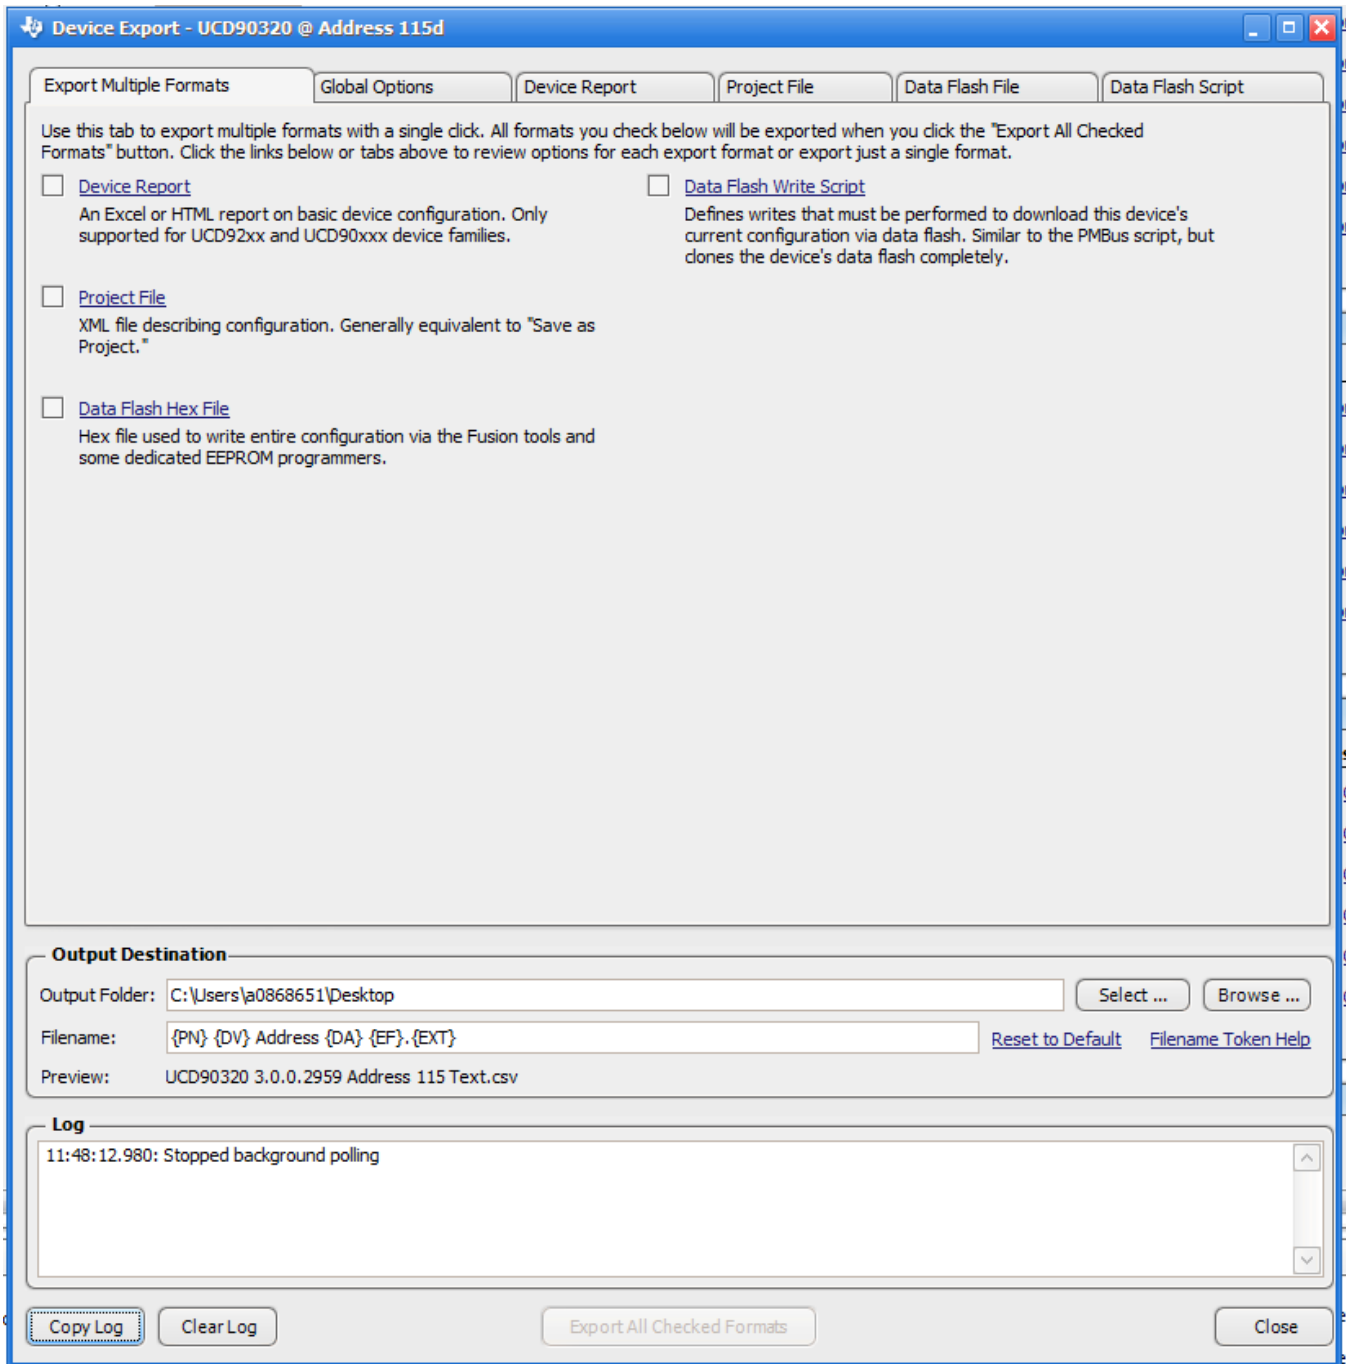 Device Export - UCD90320 @ Address 115d
Export Multiple Formats
Global Options
Device Report
Project File
Data Flash File
Data Flash Script
Use this tab to export multiple formats with a single click. All formats you check below will be exported when you click the "Export All Checked
Formats" button. Click the links below or tabs above to review options for each export format or export just a single format.
Device Report
An Excel or HTML report on basic device configuration. Only
supported for UCD92xx and UCD90xxx device families.
Data Flash Write Script
Defines writes that must be performed to download this device's
current configuration via data flash. Similar to the PMBus script, but
clones the device's data flash completely.
Project File
XML file describing configuration. Generally equivalent to "Save as
Project."
Data Flash Hex File
Hex file used to write entire configuration via the Fusion tools and
some dedicated EEPROM programmers.
Output Destination
Output Folder: C:\Users\a0868651\Desktop
Select ...
Browse ...
Filename: {PN} {DV} Address {DA} {EF}.{EXT}
Reset to Default
Filename Token Help
Preview: UCD90320 3.0.0.2959 Address 115 Text.csv
Log
11:48:12.980: Stopped background polling
Copy Log
Clear Log
Export All Checked Formats
Close